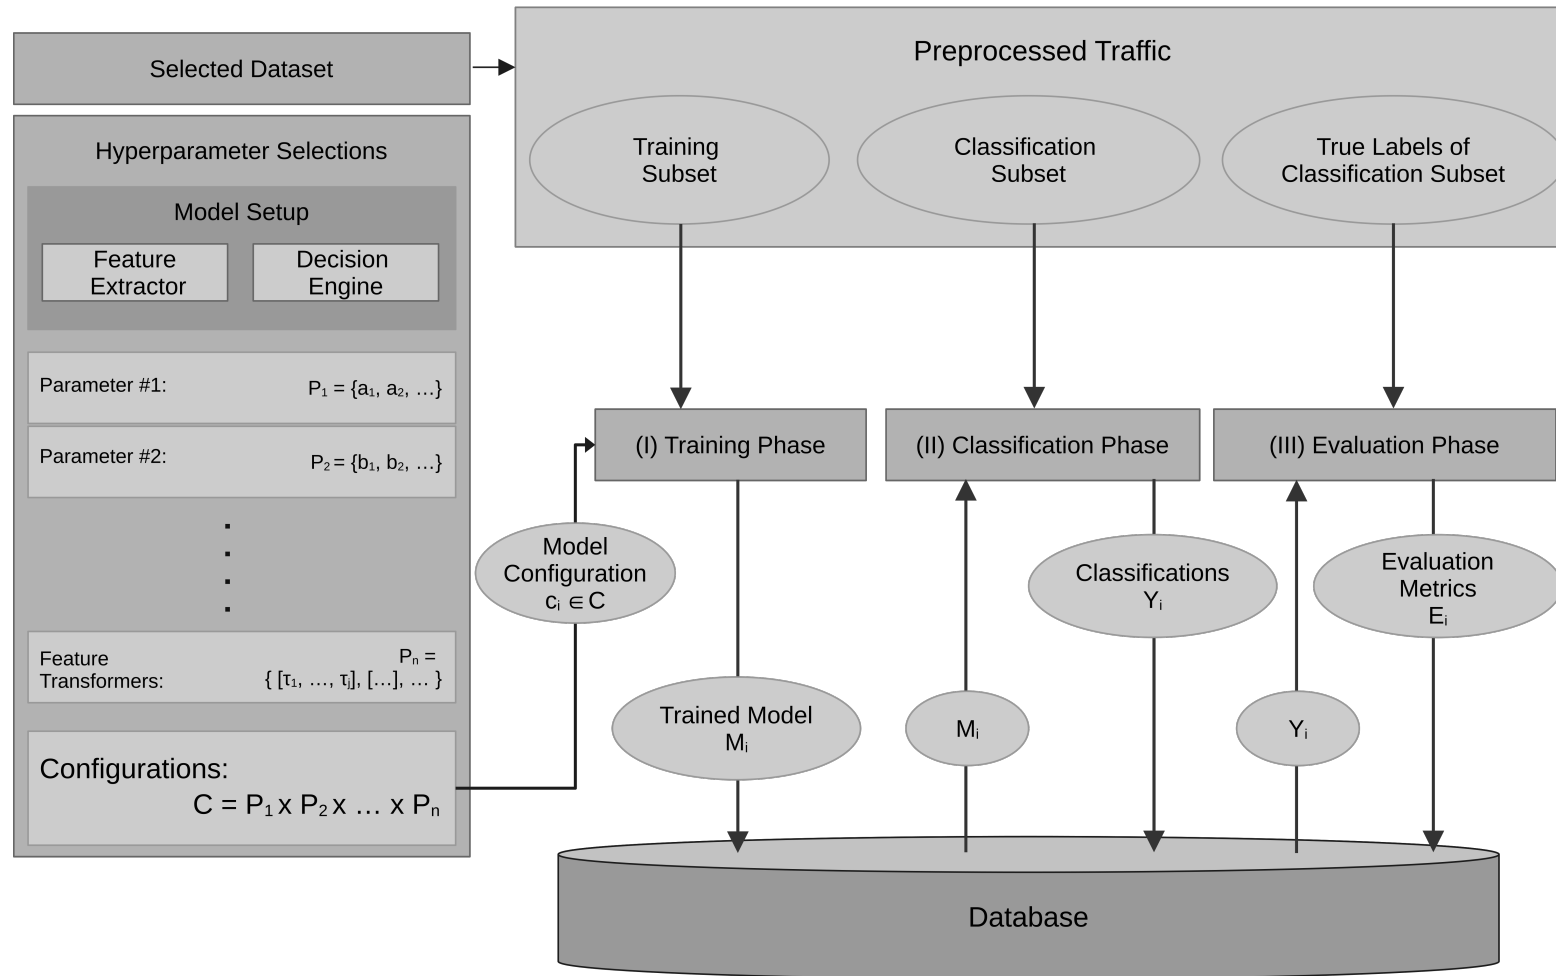 Selected Dataset
Preprocessed Traffic
Training
Subset
Classification
Subset
True Labels of
Classification Subset
Hyperparameter Selections
Model Setup
Feature
Extractor
Decision
Engine
Parameter #1:
P₁ = {a₁, a₂, …}
Parameter #2:
P₂ = {b₁, b₂, …}
Feature
Transformers:
Pₙ =
{ [τ₁, …, τⱼ], […], … }
Configurations:
C = P₁ x P₂ x … x Pₙ
Model
Configuration
cᵢ ∈ C
(I) Training Phase
(II) Classification Phase
(III) Evaluation Phase
Trained Model
Mᵢ
Mᵢ
Classifications
Yᵢ
Yᵢ
Evaluation
Metrics
Eᵢ
Database